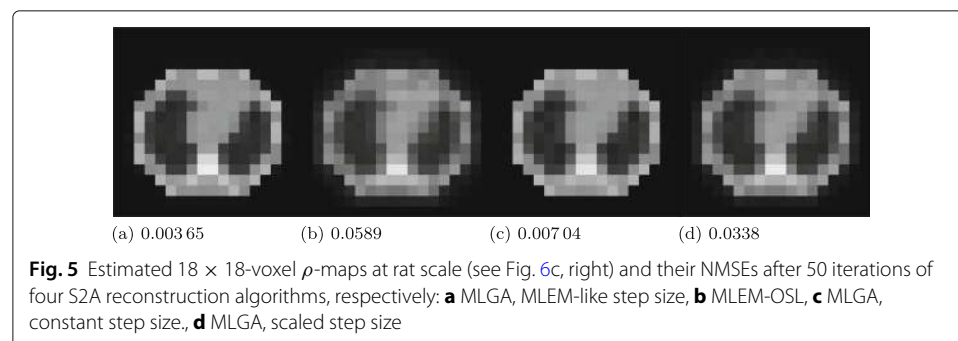 (a) 0.003 65 (b) 0.0589 (c) 0.007 04 (d) 0.0338
Fig. 5 Estimated 18 × 18-voxel ρ-maps at rat scale (see Fig. 6c, right) and their NMSEs after 50 iterations of
four S2A reconstruction algorithms, respectively: a MLGA, MLEM-like step size, b MLEM-OSL, c MLGA,
constant step size., d MLGA, scaled step size